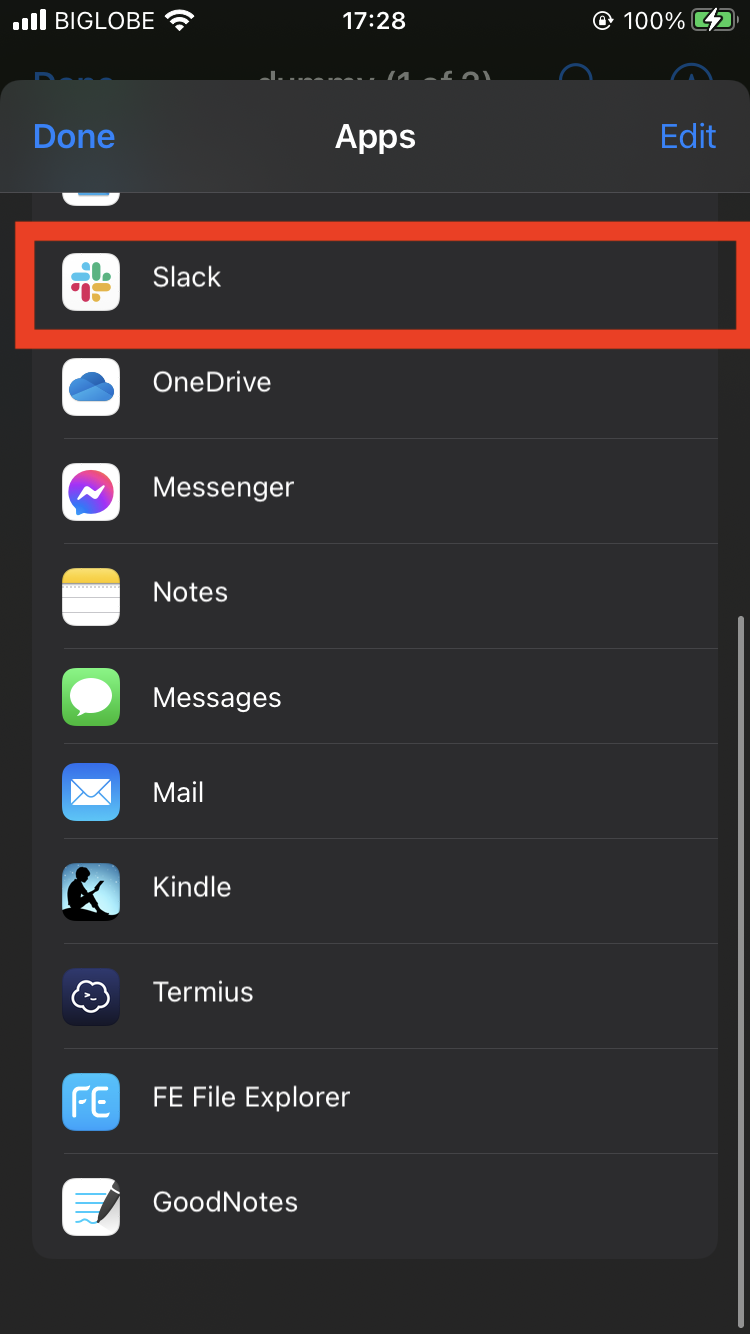 BIGLOBE 17:28 100%
Done Apps Edit
Slack
OneDrive
Messenger
Notes
Messages
Mail
Kindle
Termius
FE FE File Explorer
GoodNotes